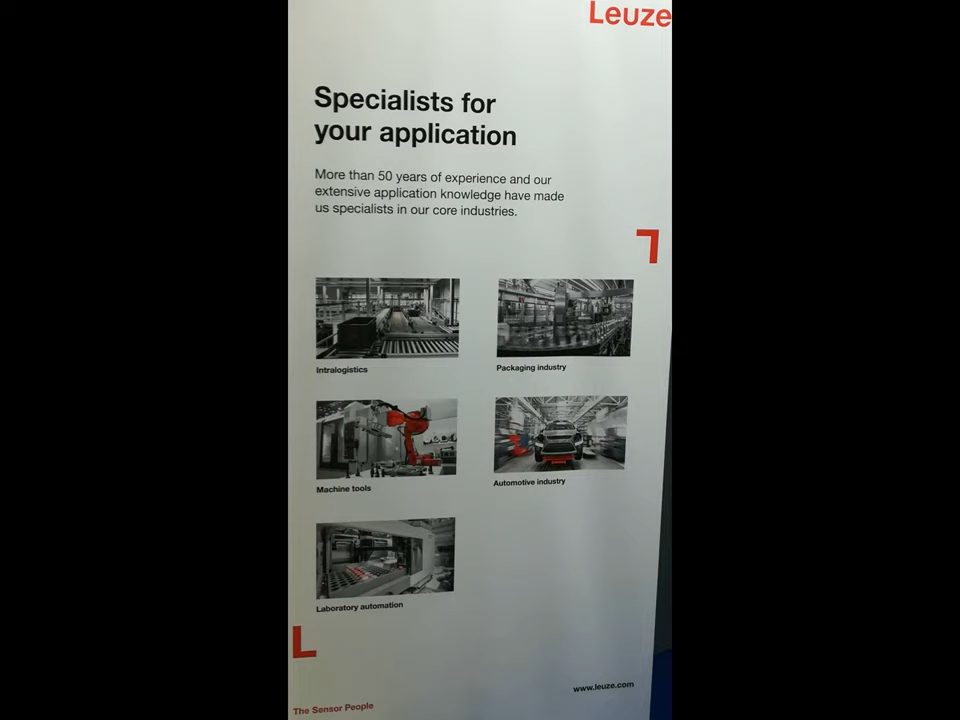 Leuze
Specialists for
your application
More than 50 years of experience and our
extensive application knowledge have made
us specialists in our core industries.
Intralogistics
Packaging industry
Machine tools
Automotive industry
Laboratory automation
www.leuze.com
The Sensor People